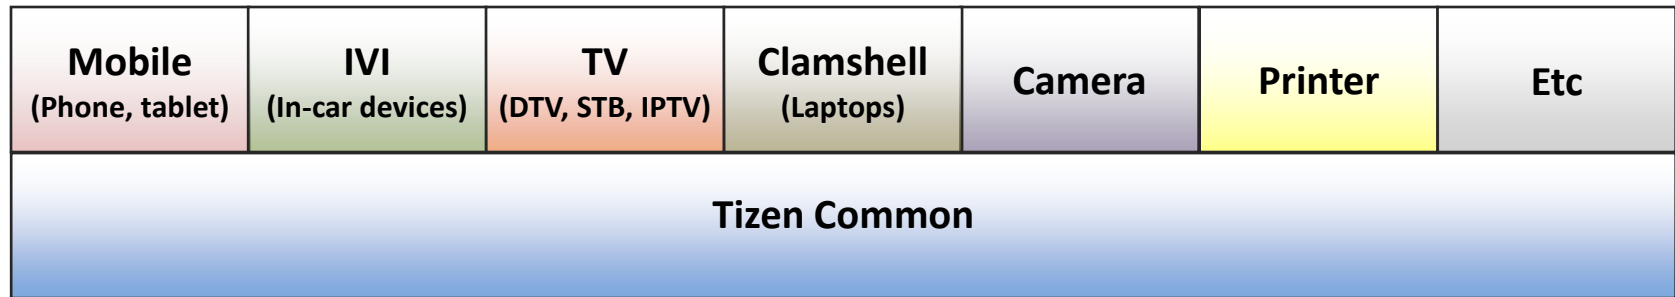 Mobile
(Phone, tablet)
IVI
(In-car devices)
TV
(DTV, STB, IPTV)
Clamshell
(Laptops)
Camera
Printer
Etc
Tizen Common